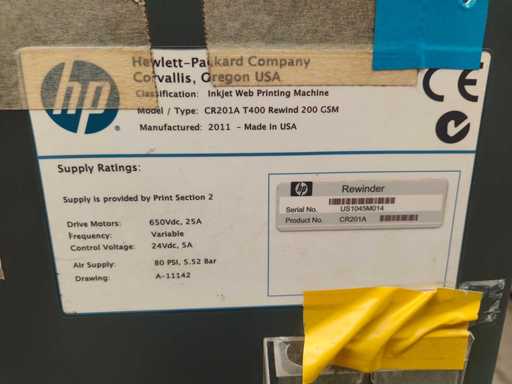 hp
Hewlett-Packard Company
Corvallis, Oregon USA
Classification: Inkjet Web Printing Machine
Model / Type: CR201A T400 Rewind 200 GSM
Manufactured: 2011 - Made in USA
CE
N
Supply Ratings:
Supply is provided by Print Section 2
Drive Motors: 650Vdc, 25A
Frequency: Variable
Control Voltage: 24Vdc, 5A
Air Supply: 80 PSI, 5.52 Bar
Drawing: A-11142
hp
Rewinder
Serial No. US1045M014
Product No. CR201A